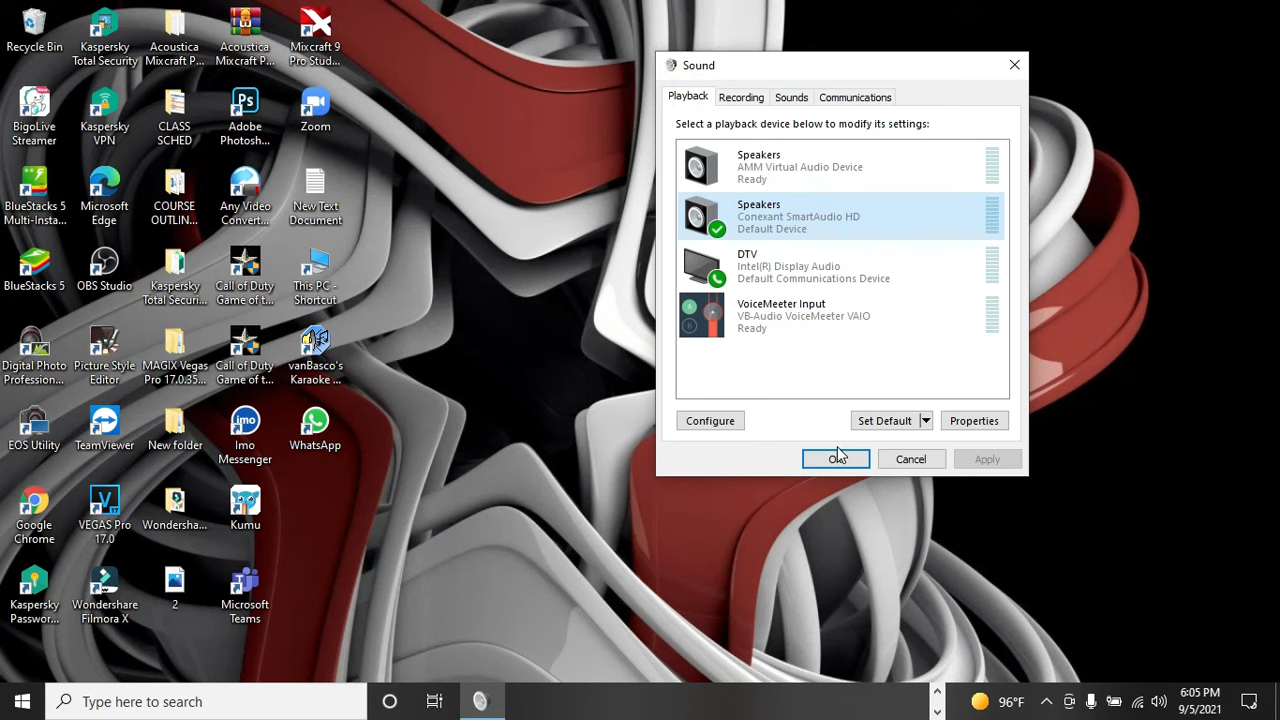 Recycle Bin
Kaspersky
Total Security
Acoustica
Mixcraft P...
Acoustica
Mixcraft P...
Mixcraft 9
Pro Stud...
BigoLive
Streamer
Kaspersky
VPN
CLASS
SCHED
Adobe
Photosh...
Zoom
BlueStacks 5
Multi-Insta...
Microsoft
Edge
COURSE
OUTLIN...
Any Video
Convert...
New Text
Document
BlueStacks 5
OBS Studio
Kaspersky
Total Securi...
Call of Duty
Game of t...
This PC -
Shortcut
Digital Photo
Profession...
Picture Style
Editor
MAGIX Vegas
Pro 17.0.35...
Call of Duty
Game of t...
vanBasco's
Karaoke ...
EOS Utility
TeamViewer
New folder
Imo
Messenger
WhatsApp
Google
Chrome
VEGAS Pro
17.0
Wondersha...
Kumu
Kaspersky
Passwor...
Wondershare
Filmora X
2
Microsoft
Teams
Sound
Playback
Recording
Sounds
Communications
Select a playback device below to modify its settings:
Speakers
AMM Virtual Audio Device
Ready
Speakers
Conexant SmartAudio HD
Default Device
DTV
Intel(R) Display Audio
Default Communications Device
VoiceMeeter Input
VB-Audio VoiceMeeter VAIO
Ready
Configure
Set Default
Properties
Cancel
Apply
Type here to search
96°F
6:05 PM
9/5/2021